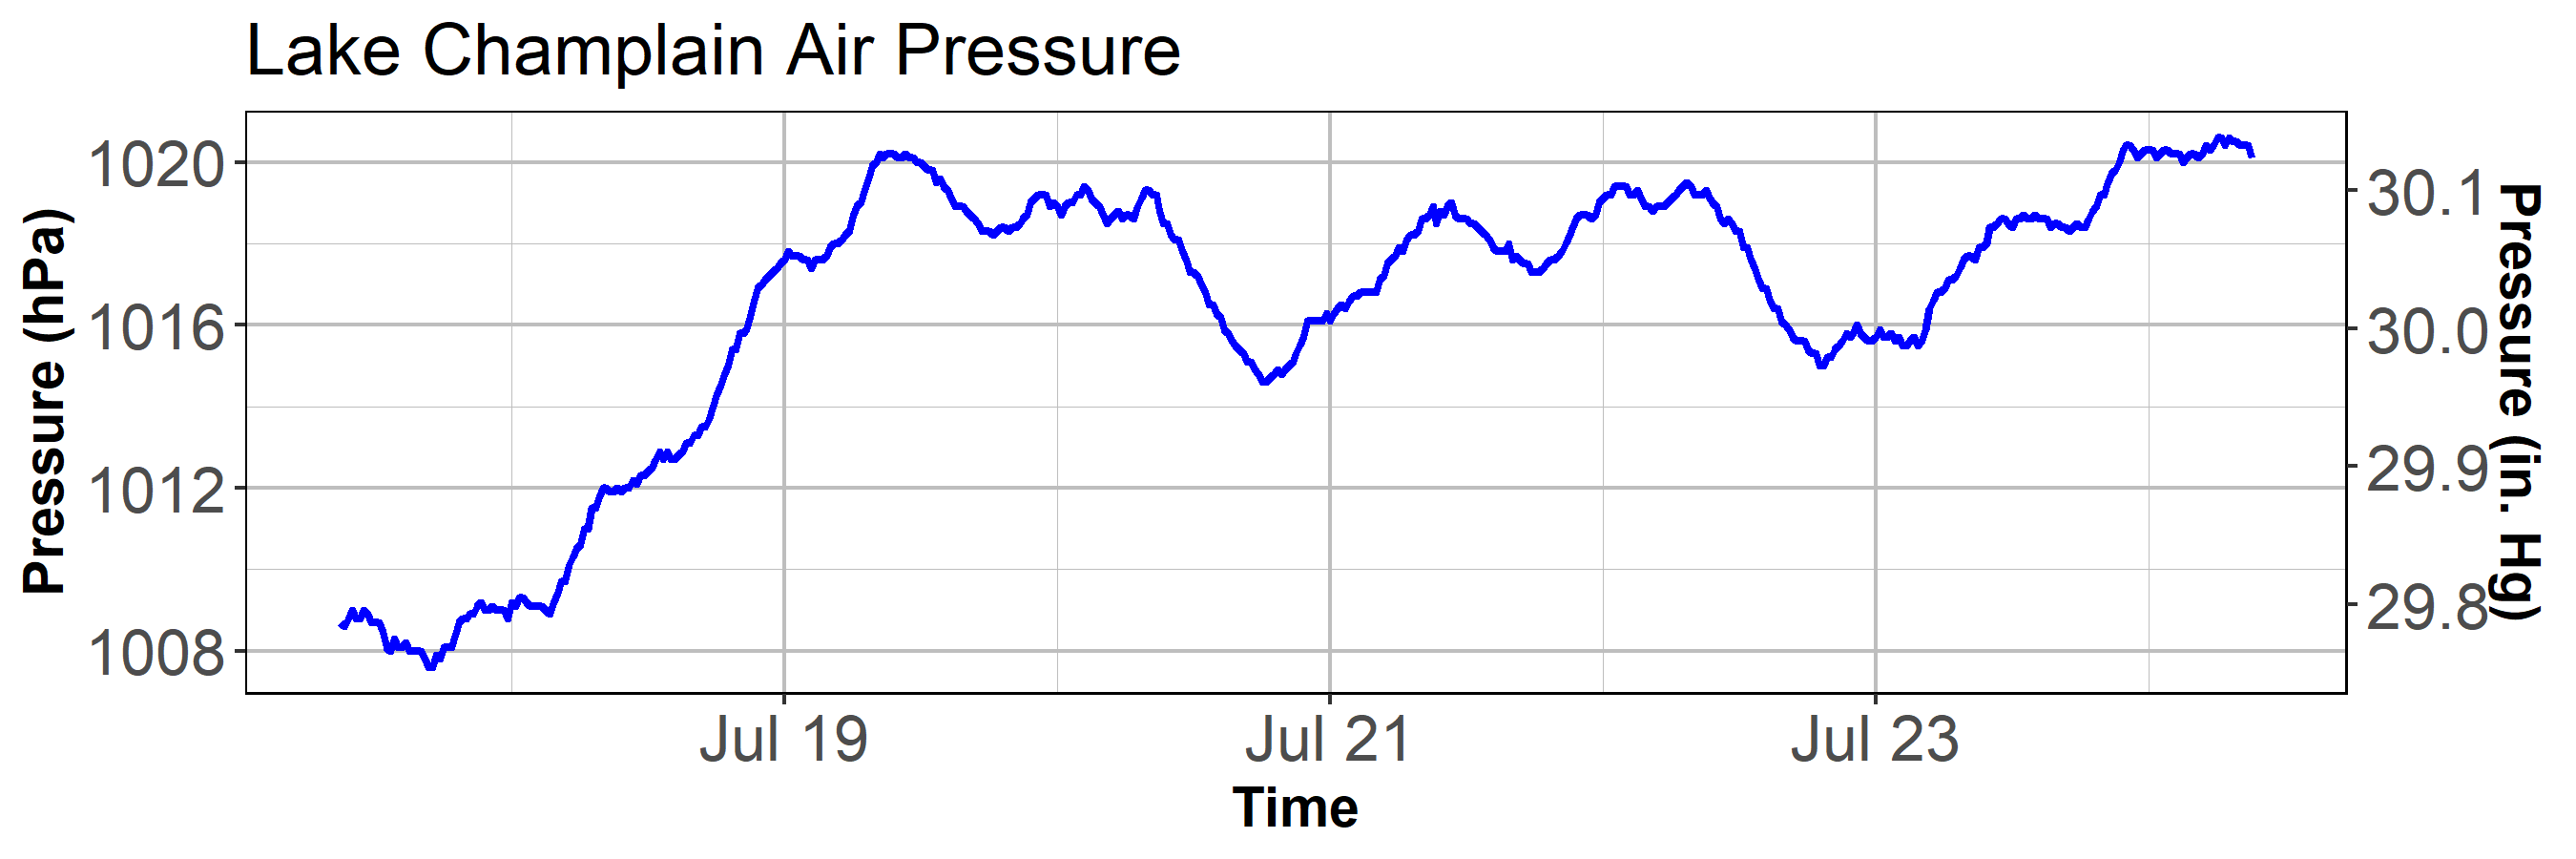 Lake Champlain Air Pressure
Pressure (hPa)
1020
1016
1012
1008
30.1
30.0
29.9
29.8
Pressure (in. Hg)
Jul 19 Jul 21 Jul 23
Time